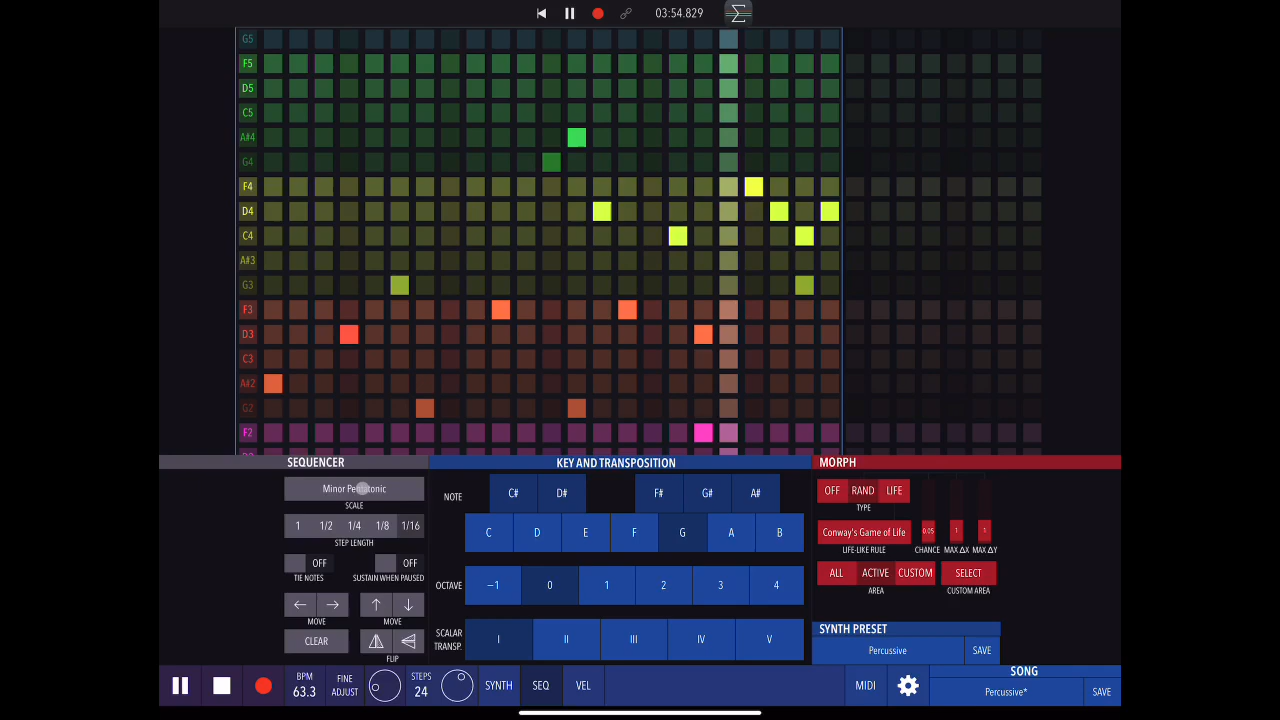 03:54.829
G5
F5
D5
C5
A#4
G4
F4
D4
C4
A#3
G3
F3
D3
C3
A#2
G2
F2
SEQUENCER
Minor Pentatonic
SCALE
1 1/2 1/4 1/8 1/16
STEP LENGTH
OFF OFF
TIE NOTES SUSTAIN WHEN PAUSED
← → ↑ ↓
MOVE MOVE
CLEAR
FLIP
KEY AND TRANSPOSITION
NOTE
C# D# F# G# A#
C D E F G A B
OCTAVE
−1 0 1 2 3 4
SCALAR
TRANSP.
I II III IV V
MORPH
OFF RAND LIFE
TYPE
Conway's Game of Life 0.05 1 1
LIFE-LIKE RULE CHANCE MAX ΔX MAX ΔY
ALL ACTIVE CUSTOM SELECT
AREA CUSTOM AREA
SYNTH PRESET
Percussive SAVE
BPM
63.3
FINE
ADJUST
STEPS
24
SYNTH SEQ VEL
MIDI
SONG
Percussive* SAVE